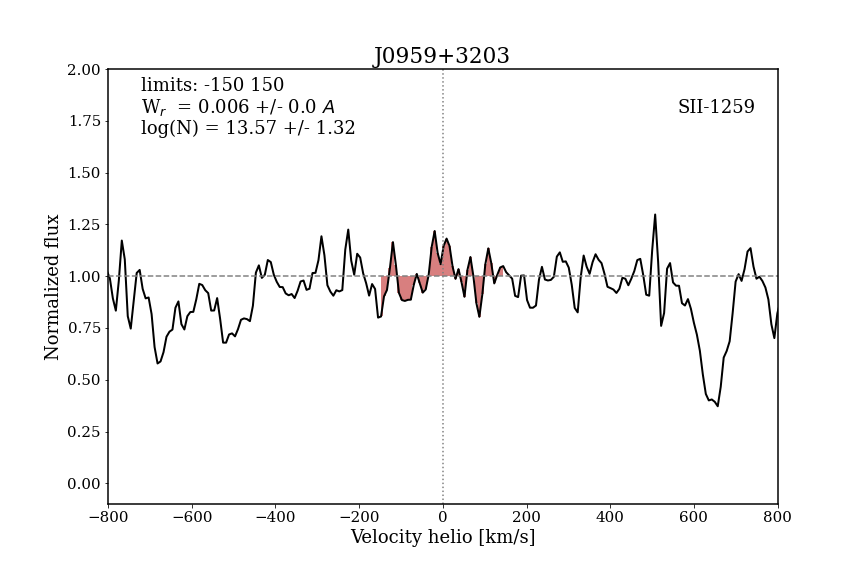 J0959+3203
limits: -150 150
Wr = 0.006 +/- 0.0 A
log(N) = 13.57 +/- 1.32
SII-1259
Normalized flux
2.00
1.75
1.50
1.25
1.00
0.75
0.50
0.25
0.00
−800 −600 −400 −200 0 200 400 600 800
Velocity helio [km/s]